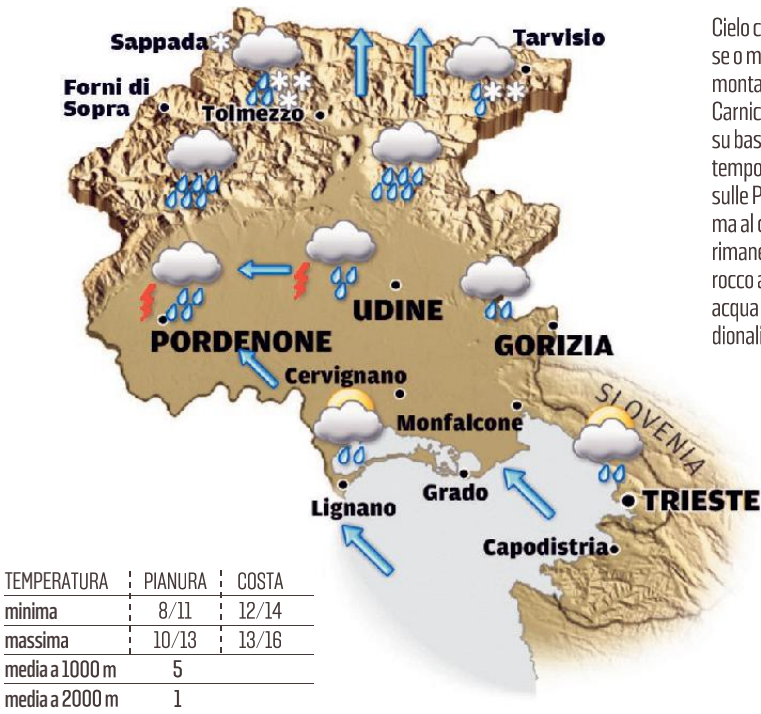 Sappada
Tarvisio
Forni di
Sopra
Tolmezzo
UDINE
PORDENONE
GORIZIA
Cervignano
Monfalcone
SLOVENIA
Lignano
Grado
TRIESTE
Capodistria
TEMPERATURA PIANURA COSTA
minima 8/11 12/14
massima 10/13 13/16
media a 1000 m 5
media a 2000 m 1
Cielo c
se o m
monta
Carnic
su bas
tempo
sulle P
ma al c
rimane
rocco a
acqua
dionali